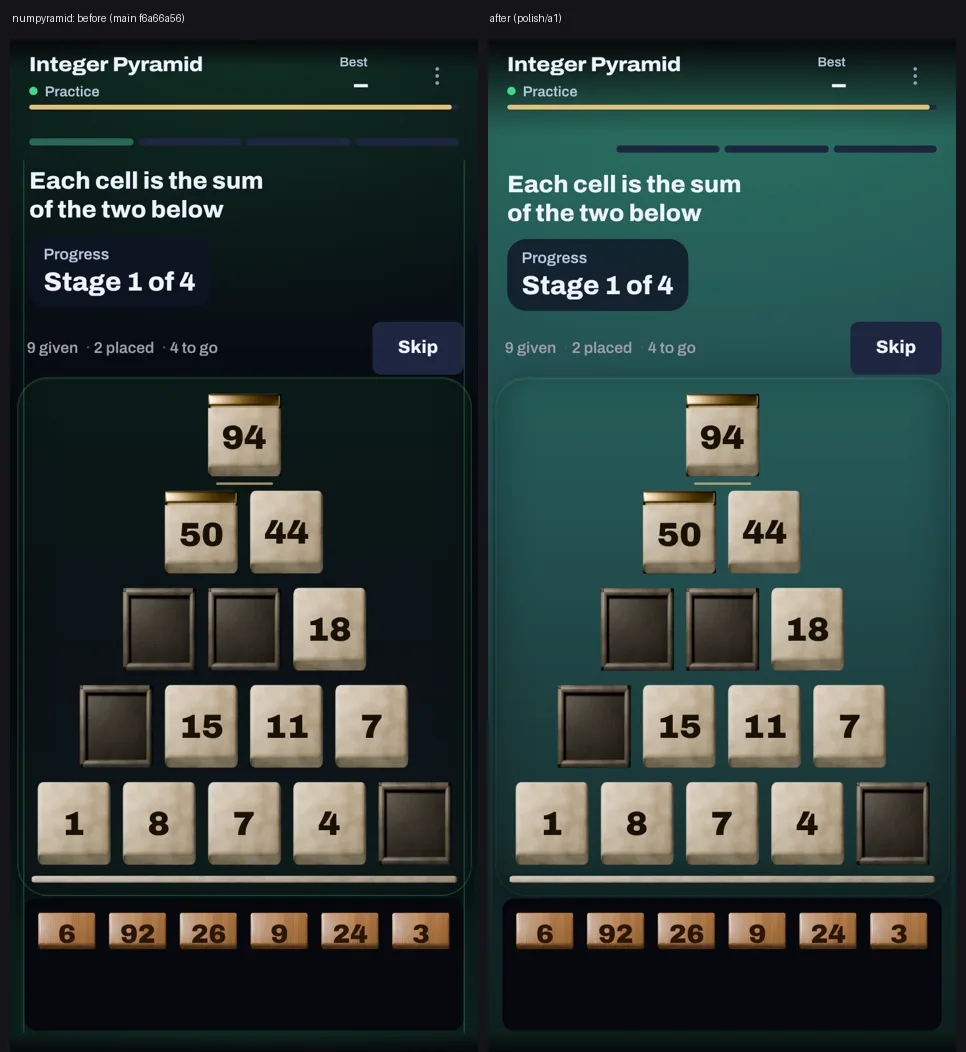 numpyramid: before (main f6a66a56)
Integer Pyramid
Best
Practice
–
Each cell is the sum
of the two below
Progress
Stage 1 of 4
9 given · 2 placed · 4 to go
Skip
94
50 44
18
15 11 7
1 8 7 4
6 92 26 9 24 3
after (polish/a1)
Integer Pyramid
Best
Practice
–
Each cell is the sum
of the two below
Progress
Stage 1 of 4
9 given · 2 placed · 4 to go
Skip
94
50 44
18
15 11 7
1 8 7 4
6 92 26 9 24 3